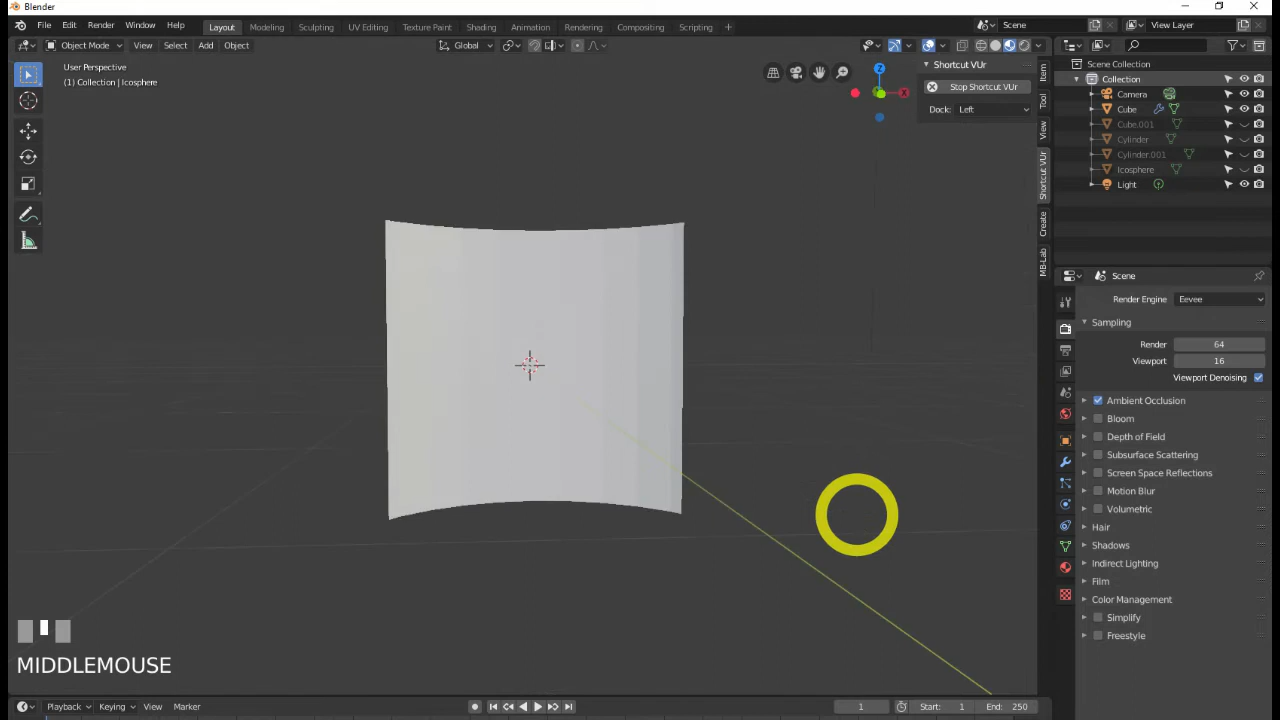 Blender
File Edit Render Window Help
Layout Modeling Sculpting UV Editing Texture Paint Shading Animation Rendering Compositing Scripting +
Scene
View Layer
Object Mode View Select Add Object
Global
User Perspective
(1) Collection | Icosphere
Z
X
Shortcut VUr
Stop Shortcut VUr
Dock: Left
Item
Tool
View
Shortcut VUr
Create
MB-Lab
Scene Collection
Collection
Camera
Cube
Cube.001
Cylinder
Cylinder.001
Icosphere
Light
Scene
Render Engine Eevee
Sampling
Render 64
Viewport 16
Viewport Denoising
Ambient Occlusion
Bloom
Depth of Field
Subsurface Scattering
Screen Space Reflections
Motion Blur
Volumetric
Hair
Shadows
Indirect Lighting
Film
Color Management
Simplify
Freestyle
MIDDLEMOUSE
Playback Keying View Marker
1
Start: 1 End: 250